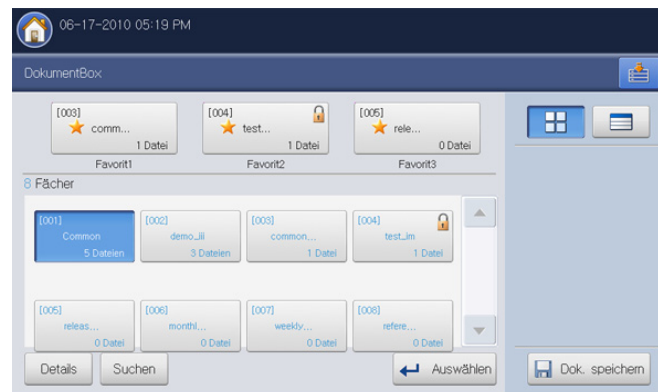 06-17-2010 05:19 PM
DokumentBox
[003]
comm...
1 Datei
Favorit1
[004]
test...
1 Datei
Favorit2
[005]
rele...
0 Datei
Favorit3
8 Fächer
[001]
Common
5 Dateien
[002]
demo_iii
3 Dateien
[003]
common...
1 Datei
[004]
test_im
1 Datei
[005]
releas...
0 Datei
[006]
monthl...
0 Datei
[007]
weekly...
0 Datei
[008]
refere...
0 Datei
Details
Suchen
Auswählen
Dok. speichern